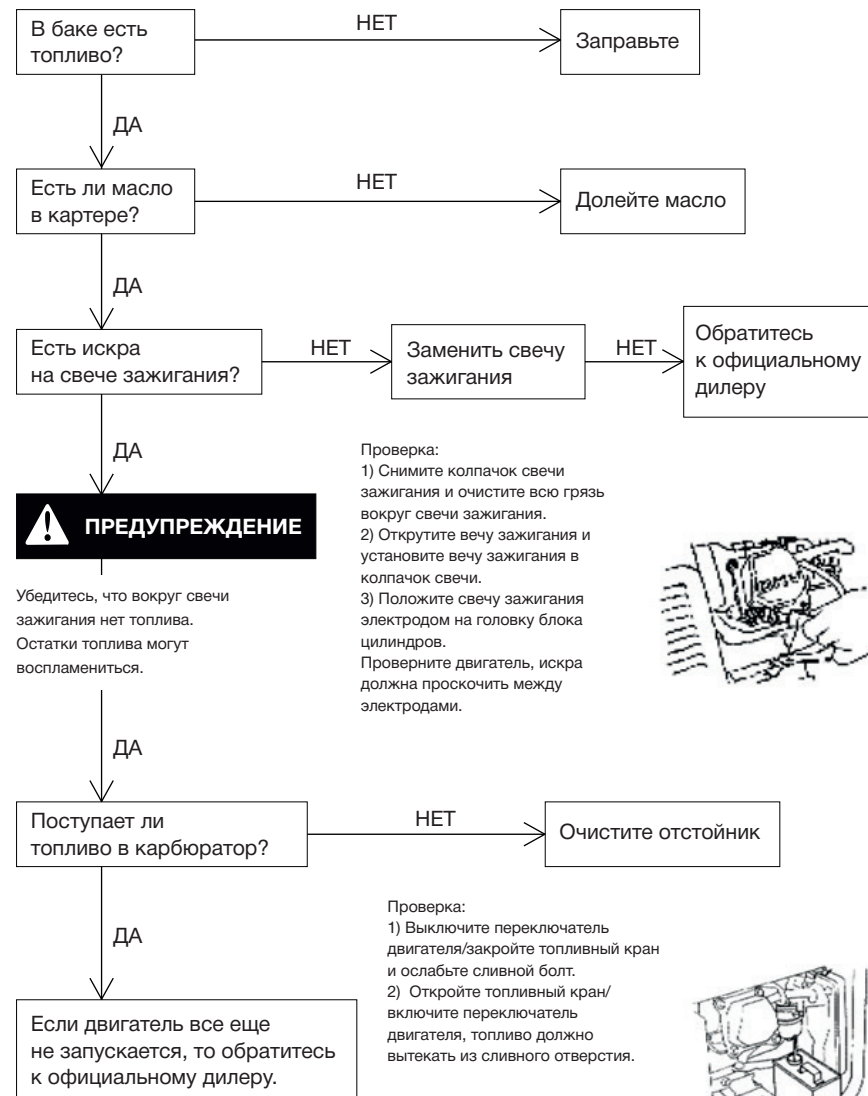 В баке есть
топливо?
НЕТ
Заправьте
ДА
Есть ли масло
в картере?
НЕТ
Долейте масло
ДА
Есть искра
на свече зажигания?
НЕТ
Заменить свечу
зажигания
НЕТ
Обратитесь
к официальному
дилеру
ДА
ПРЕДУПРЕЖДЕНИЕ
Убедитесь, что вокруг свечи
зажигания нет топлива.
Остатки топлива могут
воспламениться.
Проверка:
1) Снимите колпачок свечи
зажигания и очистите всю грязь
вокруг свечи зажигания.
2) Открутите вечу зажигания и
установите вечу зажигания в
колпачок свечи.
3) Положите свечу зажигания
электродом на головку блока
цилиндров.
Проверните двигатель, искра
должна проскочить между
электродами.
ДА
Поступает ли
топливо в карбюратор?
НЕТ
Очистите отстойник
ДА
Проверка:
1) Выключите переключатель
двигателя/закройте топливный кран
и ослабьте сливной болт.
2) Откройте топливный кран/
включите переключатель
двигателя, топливо должно
вытекать из сливного отверстия.
Если двигатель все еще
не запускается, то обратитесь
к официальному дилеру.